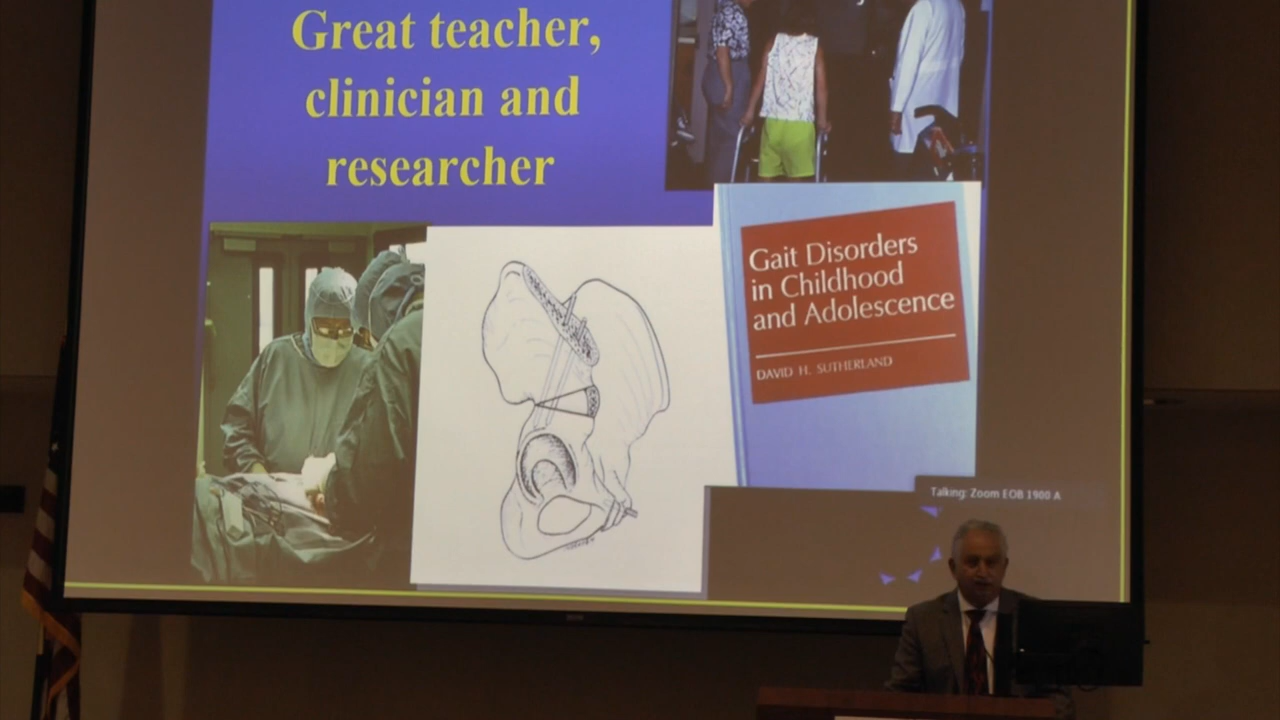 Great teacher,
clinician and
researcher
Gait Disorders
in Childhood
and Adolescence
DAVID H. SUTHERLAND
Talking: Zoom EOB 1900 A